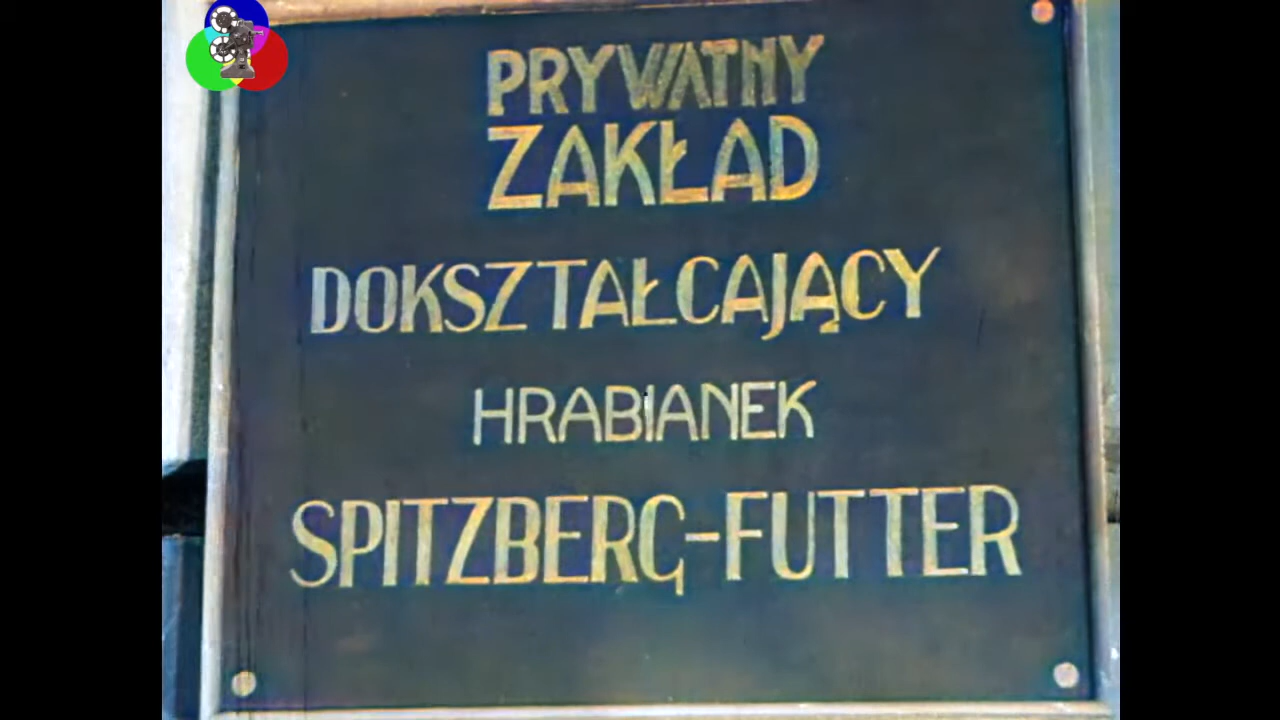 PRYWATNY
ZAKŁAD
DOKSZTAŁCAJĄCY
HRABIANEK
SPITZBERG-FUTTER